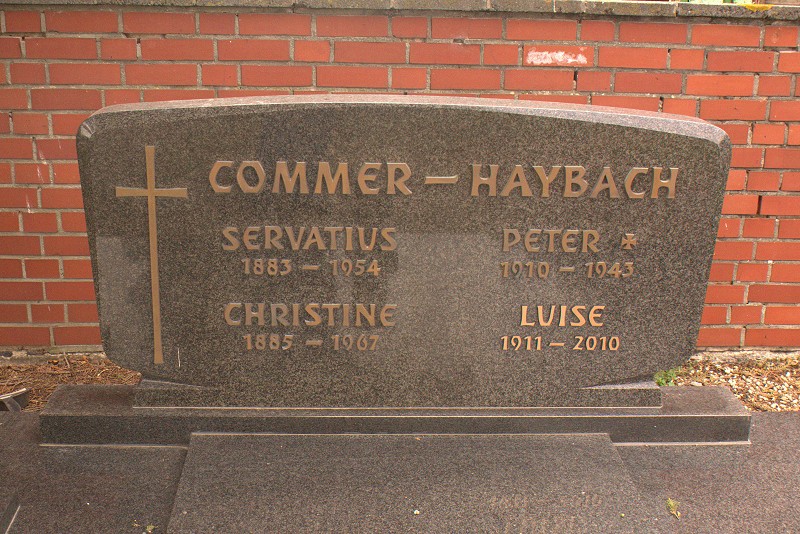 COMMER – HAYBACH
SERVATIUS
1883 – 1954
PETER ✠
1910 – 1943
CHRISTINE
1885 – 1967
LUISE
1911 – 2010